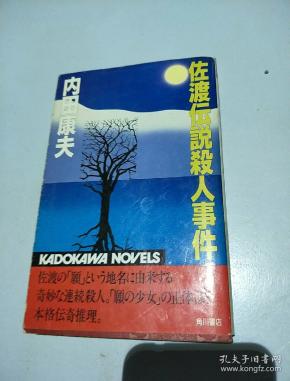 佐渡伝説殺人事件
内田康夫
KADOKAWA NOVELS
佐渡の「願」という地名に由来する
奇妙な連続殺人。「願の少女」の正体は
本格伝奇推理。
角川書店
孔夫子旧书网